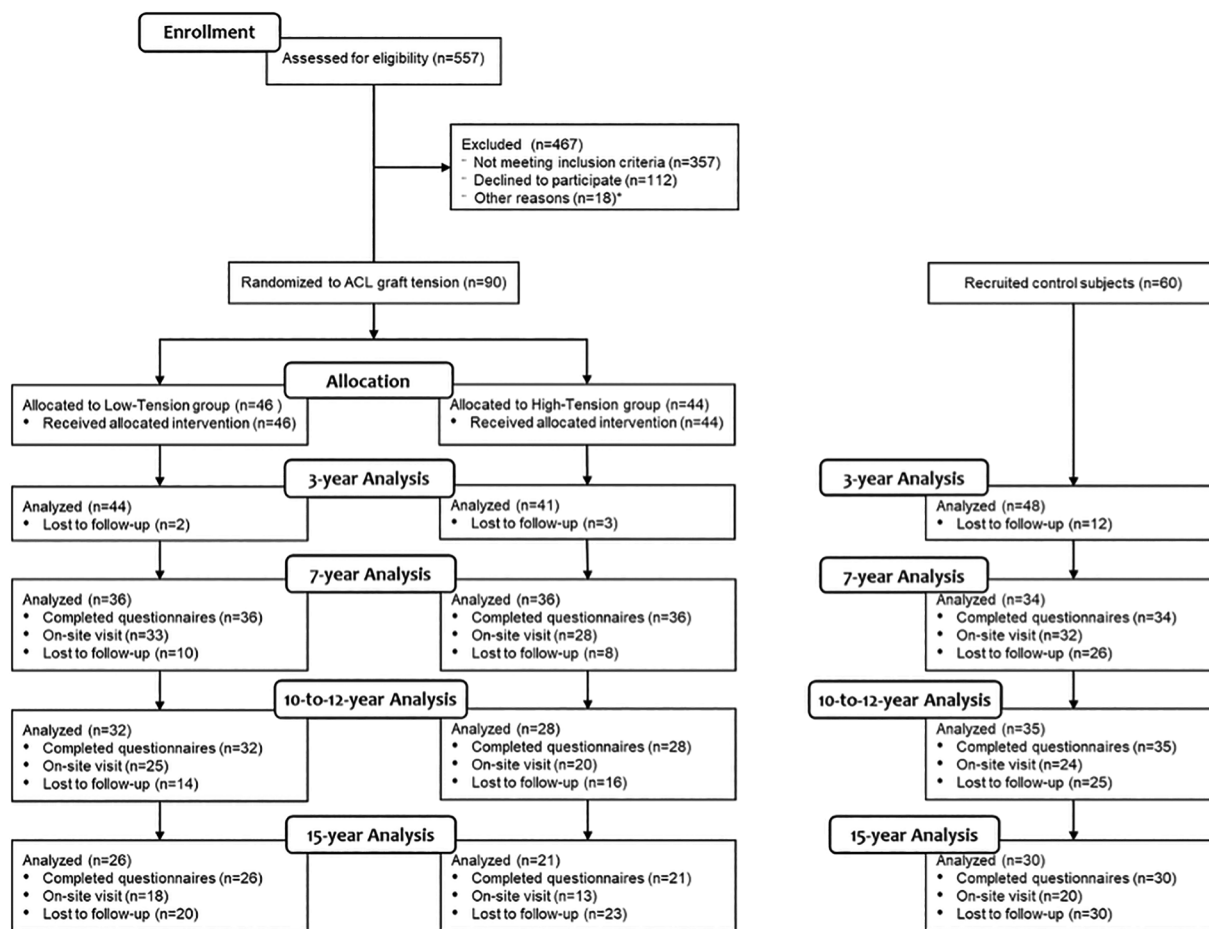 Enrollment
Assessed for eligibility (n=557)
Excluded (n=467)
- Not meeting inclusion criteria (n=357)
- Declined to participate (n=112)
- Other reasons (n=18)*
Randomized to ACL graft tension (n=90)
Recruited control subjects (n=60)
Allocation
Allocated to Low-Tension group (n=46 )
• Received allocated intervention (n=46)
Allocated to High-Tension group (n=44)
• Received allocated intervention (n=44)
3-year Analysis
Analyzed (n=44)
• Lost to follow-up (n=2)
Analyzed (n=41)
• Lost to follow-up (n=3)
3-year Analysis
Analyzed (n=48)
• Lost to follow-up (n=12)
7-year Analysis
Analyzed (n=36)
• Completed questionnaires (n=36)
• On-site visit (n=33)
• Lost to follow-up (n=10)
Analyzed (n=36)
• Completed questionnaires (n=36)
• On-site visit (n=28)
• Lost to follow-up (n=8)
7-year Analysis
Analyzed (n=34)
• Completed questionnaires (n=34)
• On-site visit (n=32)
• Lost to follow-up (n=26)
10-to-12-year Analysis
Analyzed (n=32)
• Completed questionnaires (n=32)
• On-site visit (n=25)
• Lost to follow-up (n=14)
Analyzed (n=28)
• Completed questionnaires (n=28)
• On-site visit (n=20)
• Lost to follow-up (n=16)
10-to-12-year Analysis
Analyzed (n=35)
• Completed questionnaires (n=35)
• On-site visit (n=24)
• Lost to follow-up (n=25)
15-year Analysis
Analyzed (n=26)
• Completed questionnaires (n=26)
• On-site visit (n=18)
• Lost to follow-up (n=20)
Analyzed (n=21)
• Completed questionnaires (n=21)
• On-site visit (n=13)
• Lost to follow-up (n=23)
15-year Analysis
Analyzed (n=30)
• Completed questionnaires (n=30)
• On-site visit (n=20)
• Lost to follow-up (n=30)